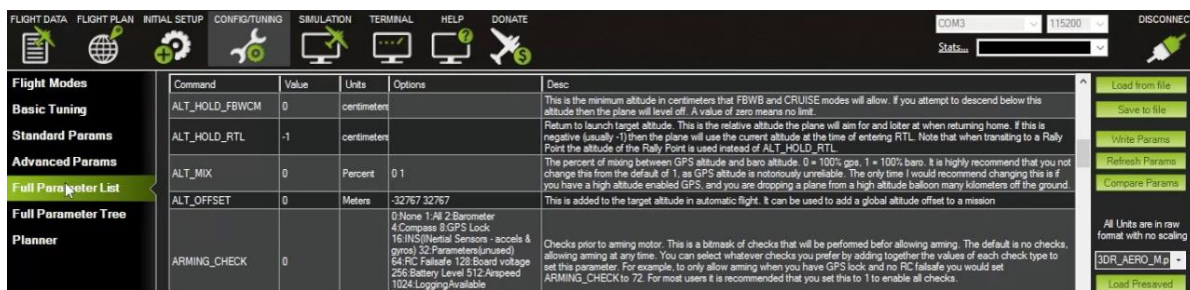 FLIGHT DATA FLIGHT PLAN INITIAL SETUP CONFIG/TUNING SIMULATION TERMINAL HELP DONATE
COM3 115200 DISCONNEC
Stats...
Flight Modes
Basic Tuning
Standard Params
Advanced Params
Full Parameter List
Full Parameter Tree
Planner
Command Value Units Options Desc
ALT_HOLD_FBWCM 0 centimeters
This is the minimum altitude in centimeters that FBWB and CRUISE modes will allow. If you attempt to descend below this
altitude then the plane will level off. A value of zero means no limit.
ALT_HOLD_RTL -1 centimeters
Return to launch target altitude. This is the relative altitude the plane will aim for and loiter at when returning home. If this is
negative (usually -1) then the plane will use the current altitude at the time of entering RTL. Note that when transiting to a Rally
Point the altitude of the Rally Point is used instead of ALT_HOLD_RTL.
ALT_MIX 0 Percent 0 1
The percent of mixing between GPS altitude and baro altitude. 0 = 100% gps, 1 = 100% baro. It is highly recommend that you not
change this from the default of 1, as GPS altitude is notoriously unreliable. The only time I would recommend changing this is if
you have a high altitude enabled GPS, and you are dropping a plane from a high altitude balloon many kilometers off the ground.
ALT_OFFSET 0 Meters -32767 32767 This is added to the target altitude in automatic flight. It can be used to add a global altitude offset to a mission
ARMING_CHECK 0
0:None 1:All 2:Barometer
4:Compass 8:GPS Lock
16:INS(INertial Sensors - accels &
gyros) 32:Parameters(unused)
64:RC Failsafe 128:Board voltage
256:Battery Level 512:Airspeed
1024:LoggingAvailable
Checks prior to arming motor. This is a bitmask of checks that will be performed befor allowing arming. The default is no checks,
allowing arming at any time. You can select whatever checks you prefer by adding together the values of each check type to
set this parameter. For example, to only allow arming when you have GPS lock and no RC failsafe you would set
ARMING_CHECK to 72. For most users it is recommended that you set this to 1 to enable all checks.
Load from file
Save to file
Write Params
Refresh Params
Compare Params
All Units are in raw
format with no scaling
3DR_AERO_M.p
Load Presaved